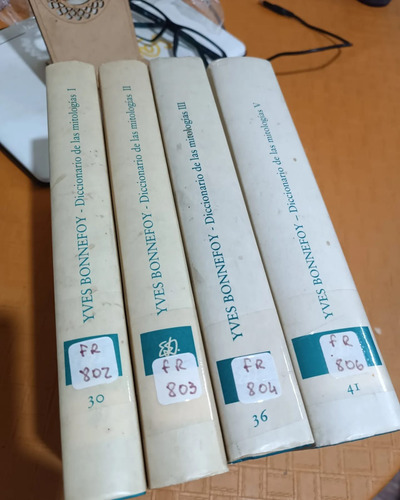 YVES BONNEFOY - Diccionario de las mitologías I
FR
802
30
YVES BONNEFOY - Diccionario de las mitologías II
FR
803
YVES BONNEFOY - Diccionario de las mitologías III
FR
804
36
YVES BONNEFOY - Diccionario de las mitologías V
FR
806
41